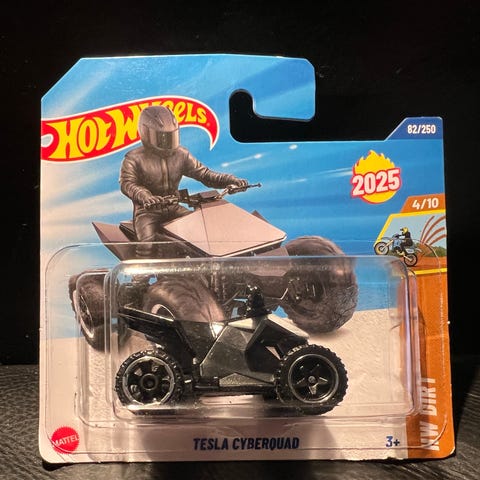 HOT WHEELS
82/250
2025
4/10
HW DIRT
MATTEL
TESLA CYBERQUAD
3+